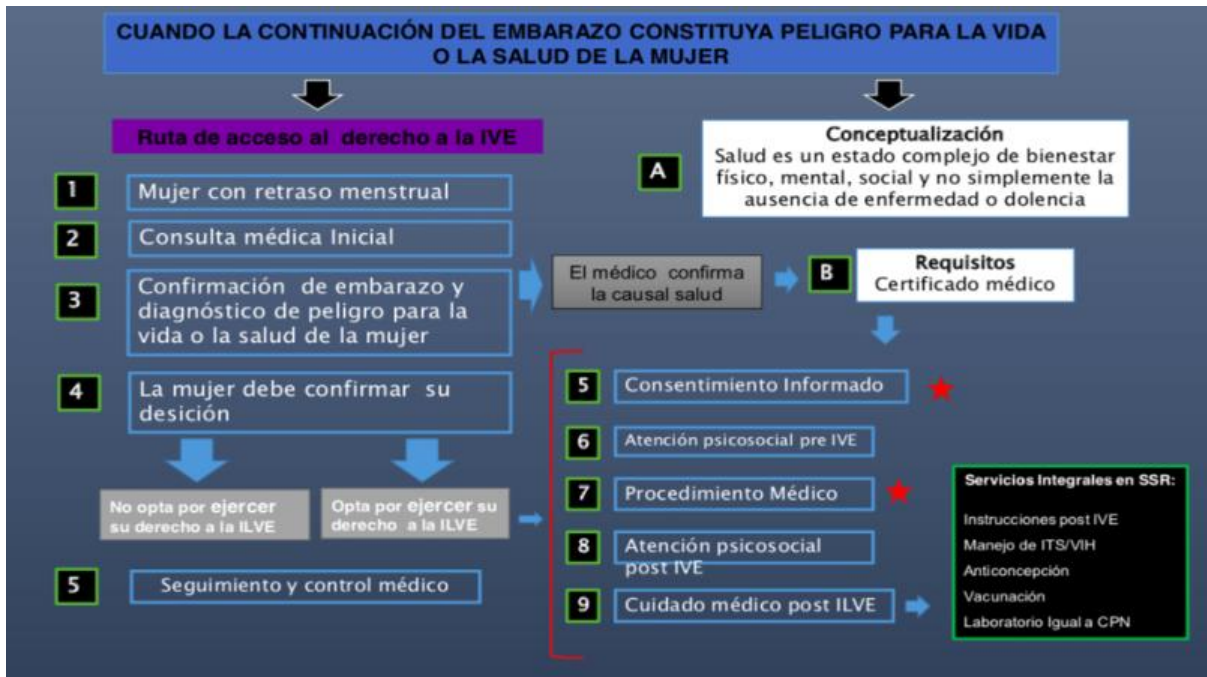 CUANDO LA CONTINUACIÓN DEL EMBARAZO CONSTITUYA PELIGRO PARA LA VIDA
O LA SALUD DE LA MUJER
Ruta de acceso al derecho a la IVE
1
Mujer con retraso menstrual
2
Consulta médica Inicial
3
Confirmación de embarazo y
diagnóstico de peligro para la
vida o la salud de la mujer
4
La mujer debe confirmar su
desición
No opta por ejercer
su derecho a la ILVE
Opta por ejercer su
derecho a la ILVE
5
Seguimiento y control médico
A
Conceptualización
Salud es un estado complejo de bienestar
físico, mental, social y no simplemente la
ausencia de enfermedad o dolencia
El médico confirma
la causal salud
B
Requisitos
Certificado médico
5
Consentimiento Informado
6
Atención psicosocial pre IVE
7
Procedimiento Médico
8
Atención psicosocial
post IVE
9
Cuidado médico post ILVE
Servicios Integrales en SSR:
Instrucciones post IVE
Manejo de ITS/VIH
Anticoncepción
Vacunación
Laboratorio Igual a CPN